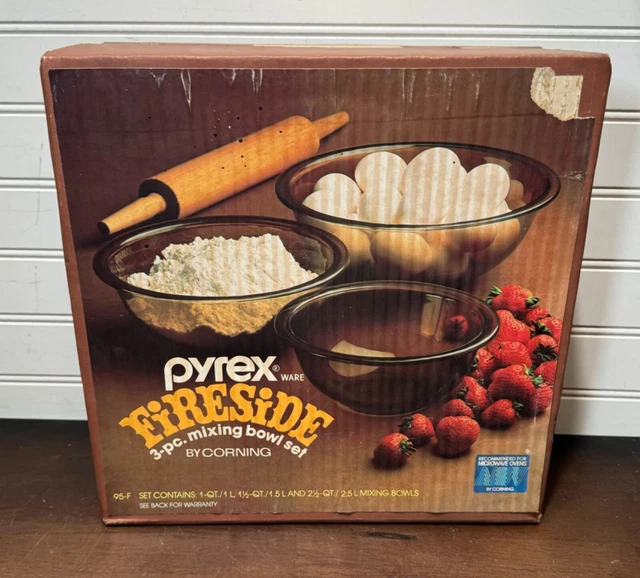 pyrex® WARE
FiRESiDE
3-pc. mixing bowl set
BY CORNING
RECOMMENDED FOR
MICROWAVE OVENS
BY CORNING
95-F SET CONTAINS: 1-QT./1 L, 1½-QT./1.5 L AND 2½-QT./ 2.5 L MIXING BOWLS
SEE BACK FOR WARRANTY